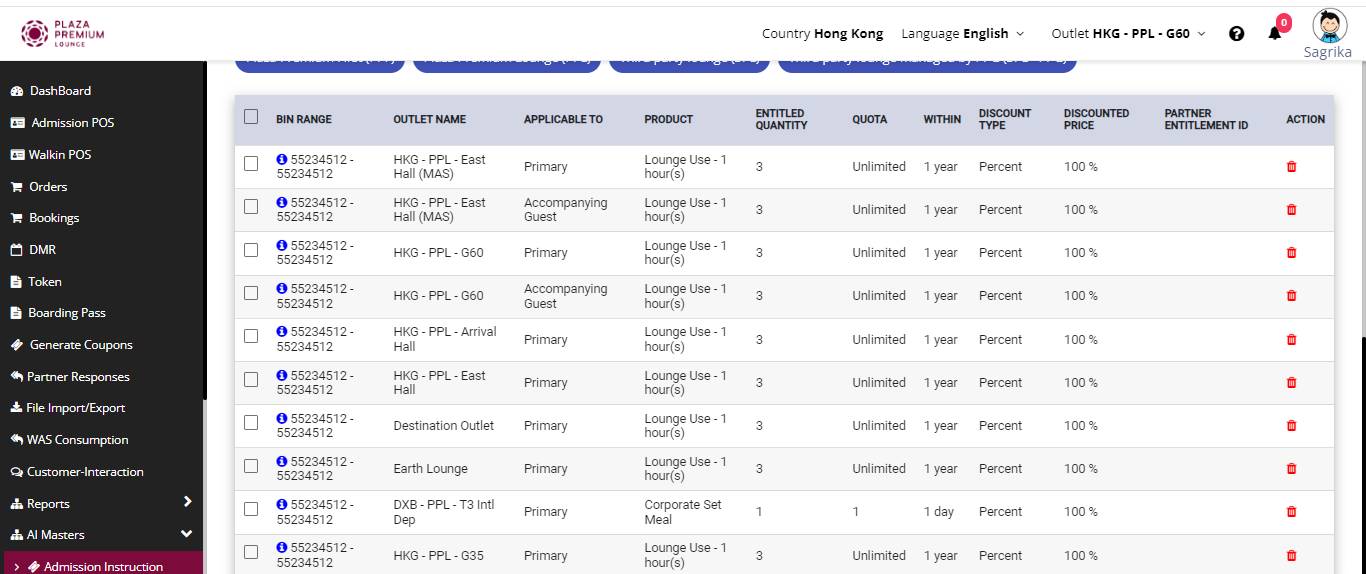 PLAZA
PREMIUM
LOUNGE
Country Hong Kong Language English Outlet HKG - PPL - G60 0
Sagrika
DashBoard
Admission POS
Walkin POS
Orders
Bookings
DMR
Token
Boarding Pass
Generate Coupons
Partner Responses
File Import/Export
WAS Consumption
Customer-Interaction
Reports
AI Masters
Admission Instruction
BIN RANGE OUTLET NAME APPLICABLE TO PRODUCT ENTITLED QUANTITY QUOTA WITHIN DISCOUNT TYPE DISCOUNTED PRICE PARTNER ENTITLEMENT ID ACTION
55234512 - 55234512 HKG - PPL - East Hall (MAS) Primary Lounge Use - 1 hour(s) 3 Unlimited 1 year Percent 100 %
55234512 - 55234512 HKG - PPL - East Hall (MAS) Accompanying Guest Lounge Use - 1 hour(s) 3 Unlimited 1 year Percent 100 %
55234512 - 55234512 HKG - PPL - G60 Primary Lounge Use - 1 hour(s) 3 Unlimited 1 year Percent 100 %
55234512 - 55234512 HKG - PPL - G60 Accompanying Guest Lounge Use - 1 hour(s) 3 Unlimited 1 year Percent 100 %
55234512 - 55234512 HKG - PPL - Arrival Hall Primary Lounge Use - 1 hour(s) 3 Unlimited 1 year Percent 100 %
55234512 - 55234512 HKG - PPL - East Hall Primary Lounge Use - 1 hour(s) 3 Unlimited 1 year Percent 100 %
55234512 - 55234512 Destination Outlet Primary Lounge Use - 1 hour(s) 3 Unlimited 1 year Percent 100 %
55234512 - 55234512 Earth Lounge Primary Lounge Use - 1 hour(s) 3 Unlimited 1 year Percent 100 %
55234512 - 55234512 DXB - PPL - T3 Intl Dep Primary Corporate Set Meal 1 1 1 day Percent 100 %
55234512 - 55234512 HKG - PPL - G35 Primary Lounge Use - 1 hour(s) 3 Unlimited 1 year Percent 100 %